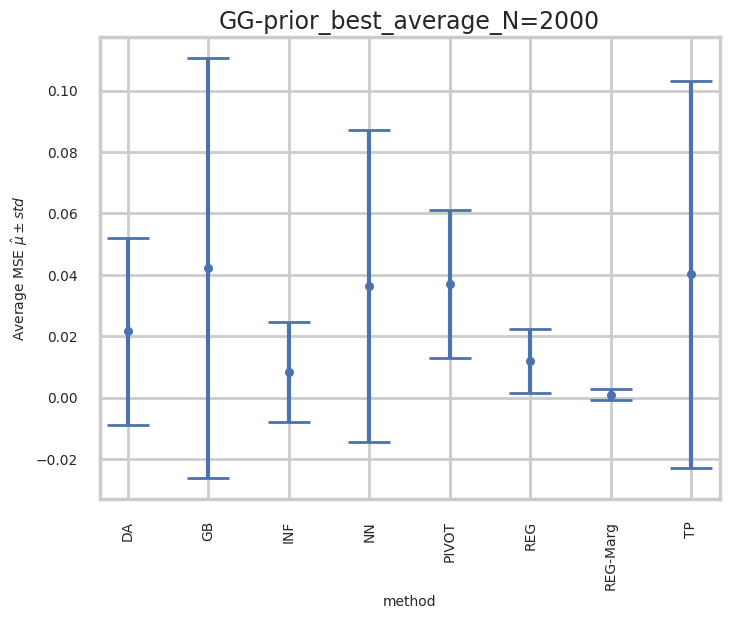 GG-prior_best_average_N=2000
Average MSE μ̂ ± std
0.10
0.08
0.06
0.04
0.02
0.00
−0.02
DA
GB
INF
NN
PIVOT
REG
REG-Marg
TP
method